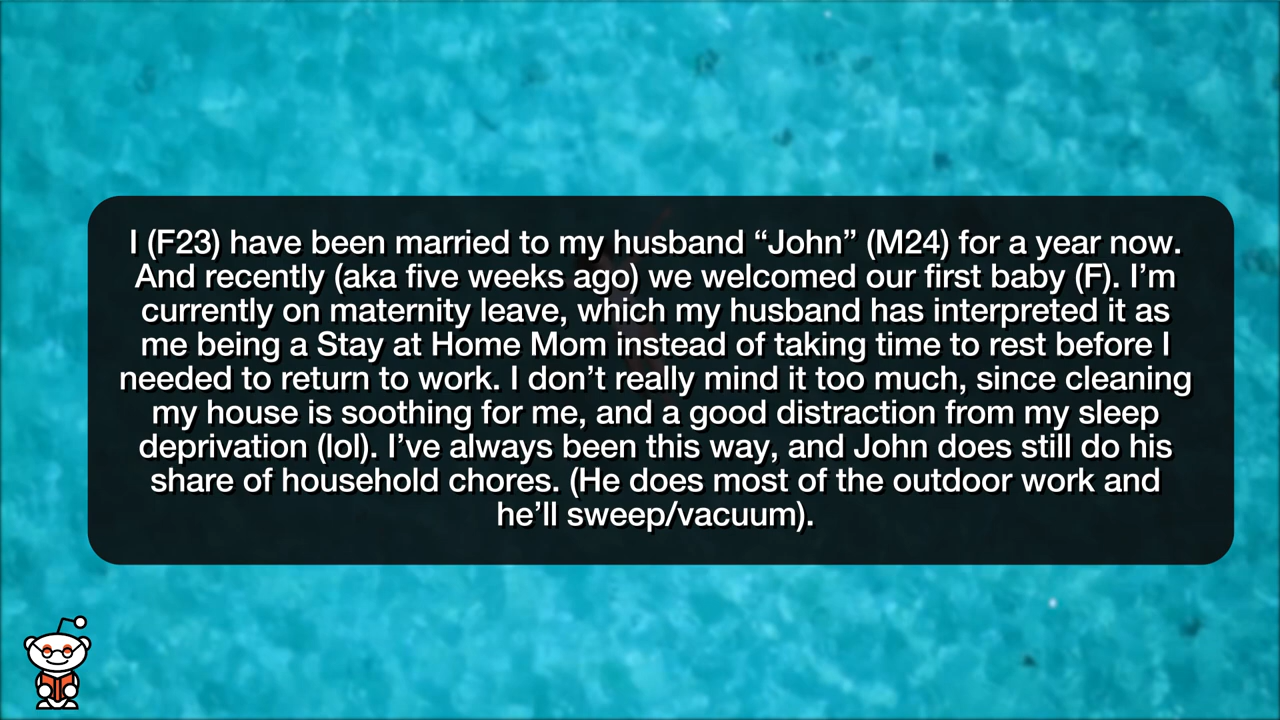 I (F23) have been married to my husband “John” (M24) for a year now.
And recently (aka five weeks ago) we welcomed our first baby (F). I’m
currently on maternity leave, which my husband has interpreted it as
me being a Stay at Home Mom instead of taking time to rest before I
needed to return to work. I don’t really mind it too much, since cleaning
my house is soothing for me, and a good distraction from my sleep
deprivation (lol). I’ve always been this way, and John does still do his
share of household chores. (He does most of the outdoor work and
he’ll sweep/vacuum).